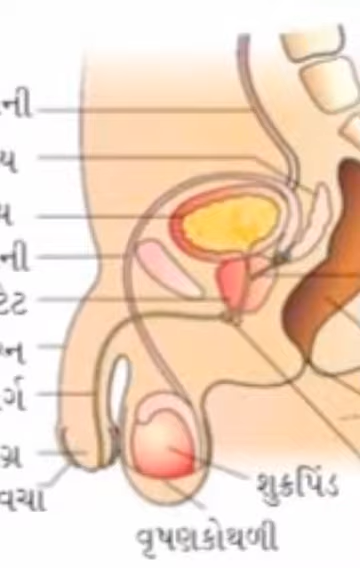 ની
ય
ય
ની
ટેટ
શ્ન
ર્ગ
ગ્ર
વચા
શુક્રપિંડ
વૃષણકોથળી